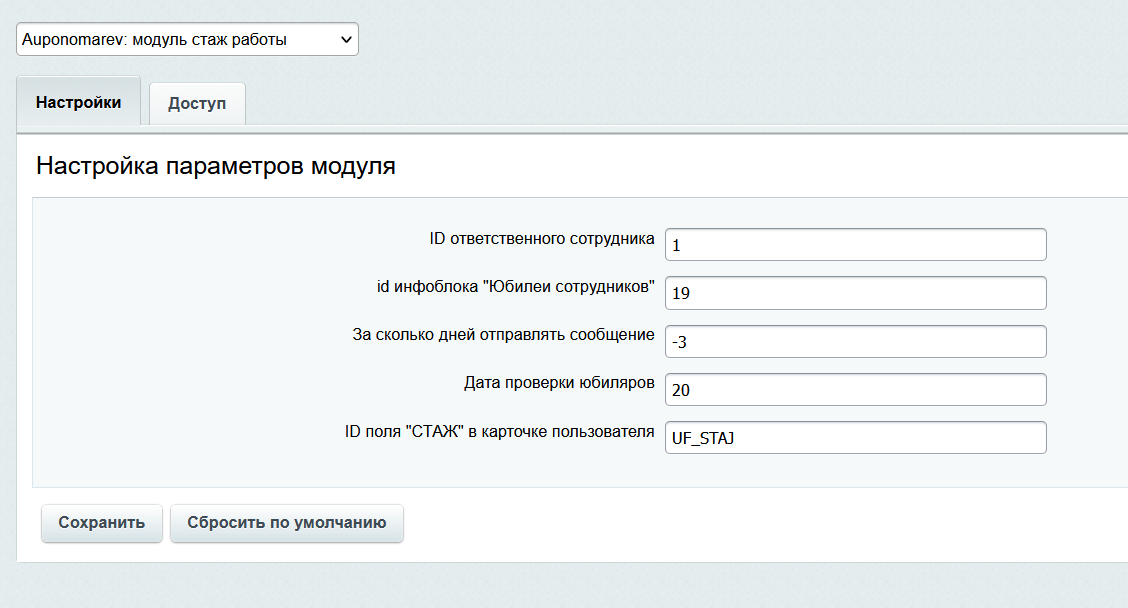 Auponomarev: модуль стаж работы
Настройки Доступ
Настройка параметров модуля
ID ответственного сотрудника 1
id инфоблока "Юбилеи сотрудников" 19
За сколько дней отправлять сообщение -3
Дата проверки юбиляров 20
ID поля "СТАЖ" в карточке пользователя UF_STAJ
Сохранить Сбросить по умолчанию